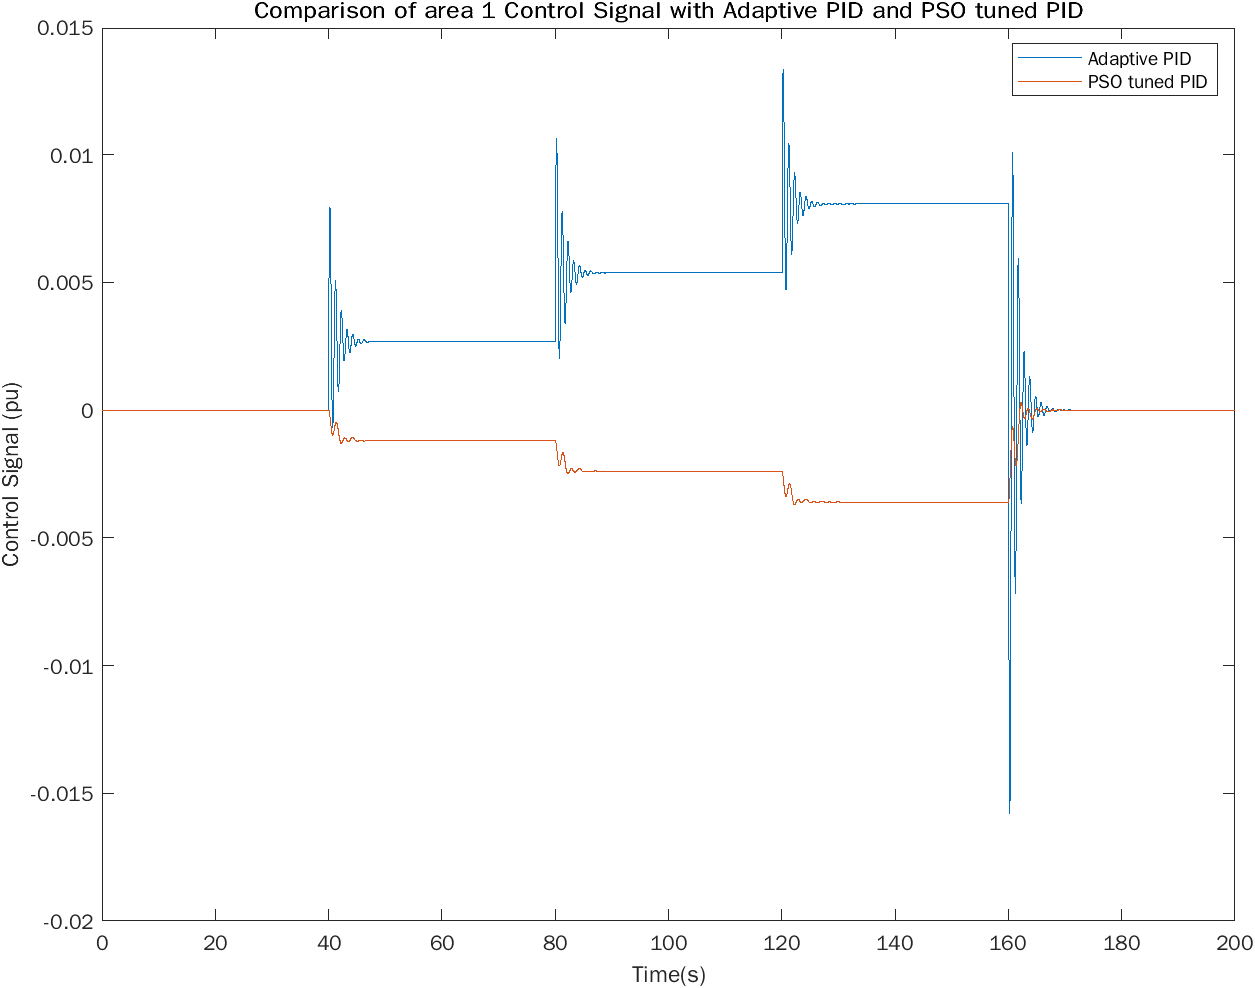 Comparison of area 1 Control Signal with Adaptive PID and PSO tuned PID
Adaptive PID
PSO tuned PID
0.015
0.01
0.005
0
-0.005
-0.01
-0.015
-0.02
Control Signal (pu)
0 20 40 60 80 100 120 140 160 180 200
Time(s)